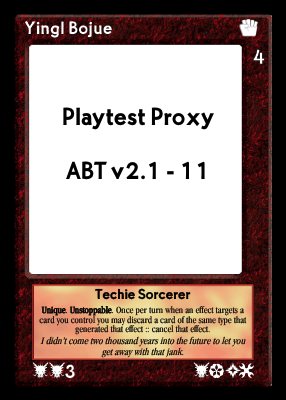 Yingl Bojue
4
Playtest Proxy
ABT v2.1 - 11
Techie Sorcerer
Unique. Unstoppable. Once per turn when an effect targets a
card you control you may discard a card of the same type that
generated that effect :: cancel that effect.
I didn't come two thousand years into the future to let you
get away with that jank.
3